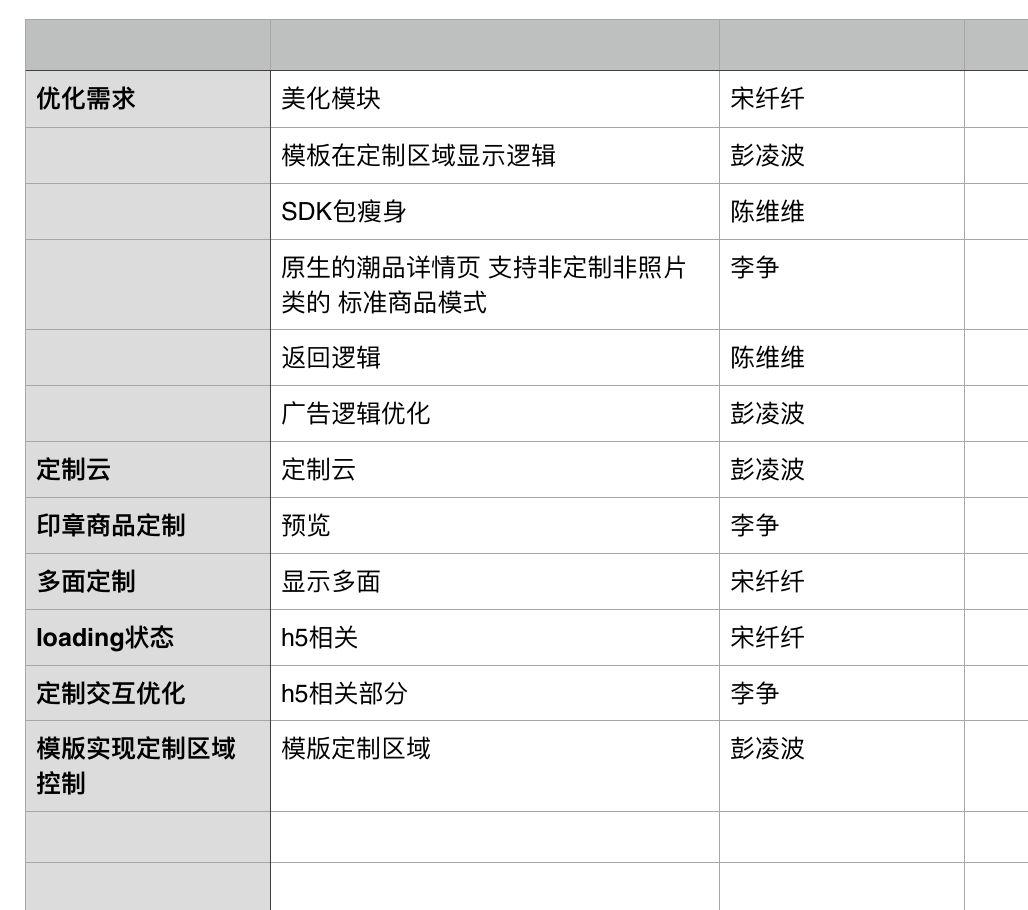 优化需求 美化模块 宋纤纤
模板在定制区域显示逻辑 彭凌波
SDK包瘦身 陈维维
原生的潮品详情页 支持非定制非照片 李争
类的 标准商品模式
返回逻辑 陈维维
广告逻辑优化 彭凌波
定制云 定制云 彭凌波
印章商品定制 预览 李争
多面定制 显示多面 宋纤纤
loading状态 h5相关 宋纤纤
定制交互优化 h5相关部分 李争
模版实现定制区域 模版定制区域 彭凌波
控制